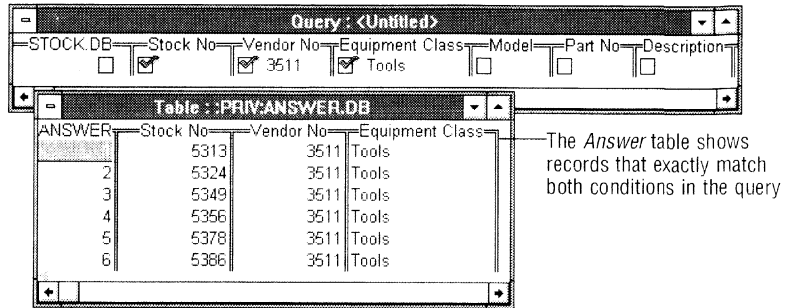 Query : <Untitled>
STOCK.DB Stock No Vendor No Equipment Class Model Part No Description
3511 Tools
Table : :PRIV:ANSWER.DB
ANSWER Stock No Vendor No Equipment Class
5313 3511 Tools
2 5324 3511 Tools
3 5349 3511 Tools
4 5356 3511 Tools
5 5378 3511 Tools
6 5386 3511 Tools
The Answer table shows
records that exactly match
both conditions in the query